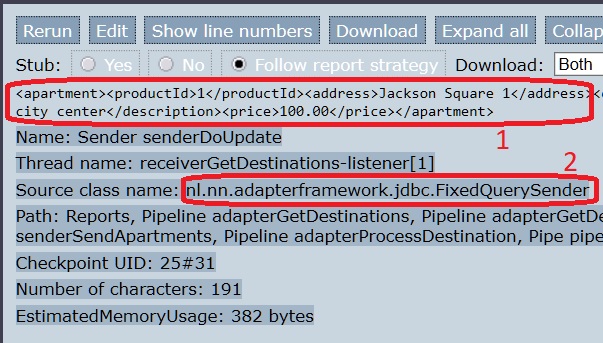 Rerun Edit Show line numbers Download Expand all Collap
Stub: Yes No Follow report strategy Download: Both
<apartment><productId>1</productId><address>Jackson Square 1</address><
city center</description><price>100.00</price></apartment>
1
Name: Sender senderDoUpdate
Thread name: receiverGetDestinations-listener[1]
2
Source class name: nl.nn.adapterframework.jdbc.FixedQuerySender
Path: Reports, Pipeline adapterGetDestinations, Pipeline adapterGetDe
senderSendApartments, Pipeline adapterProcessDestination, Pipe pipe
Checkpoint UID: 25#31
Number of characters: 191
EstimatedMemoryUsage: 382 bytes